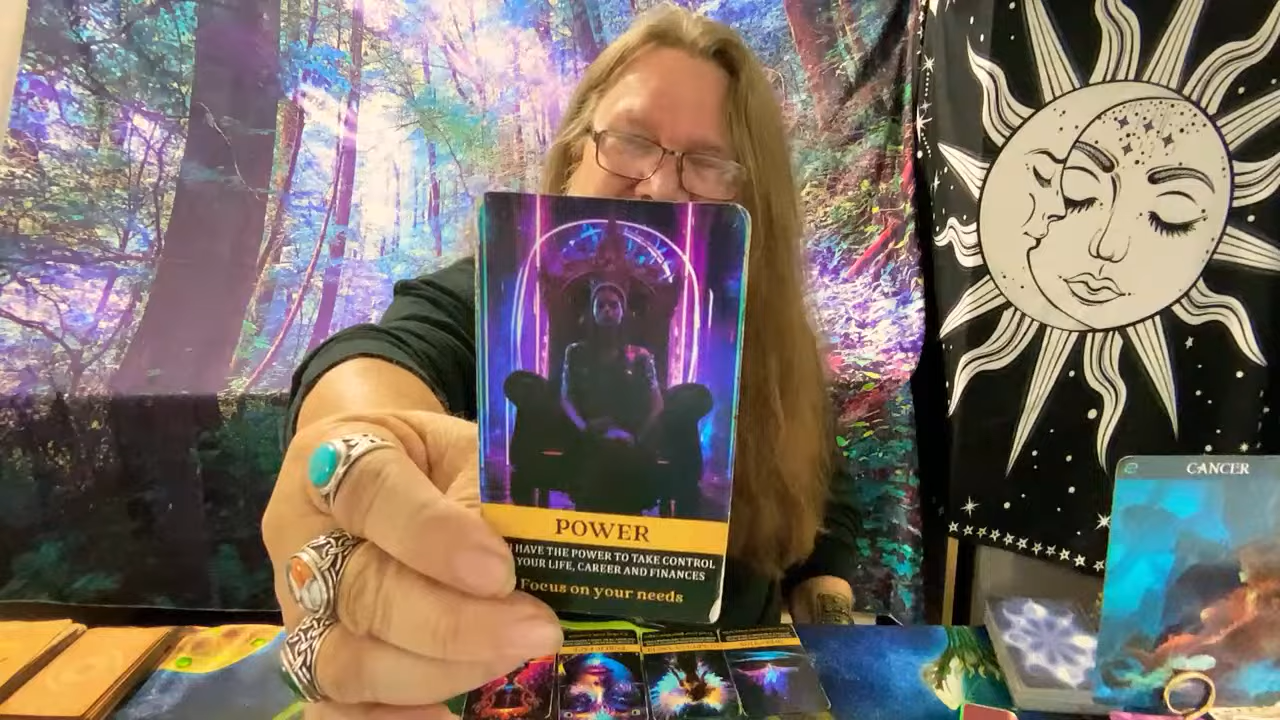 CANCER
POWER
HAVE THE POWER TO TAKE CONTROL
YOUR LIFE, CAREER AND FINANCES
Focus on your needs